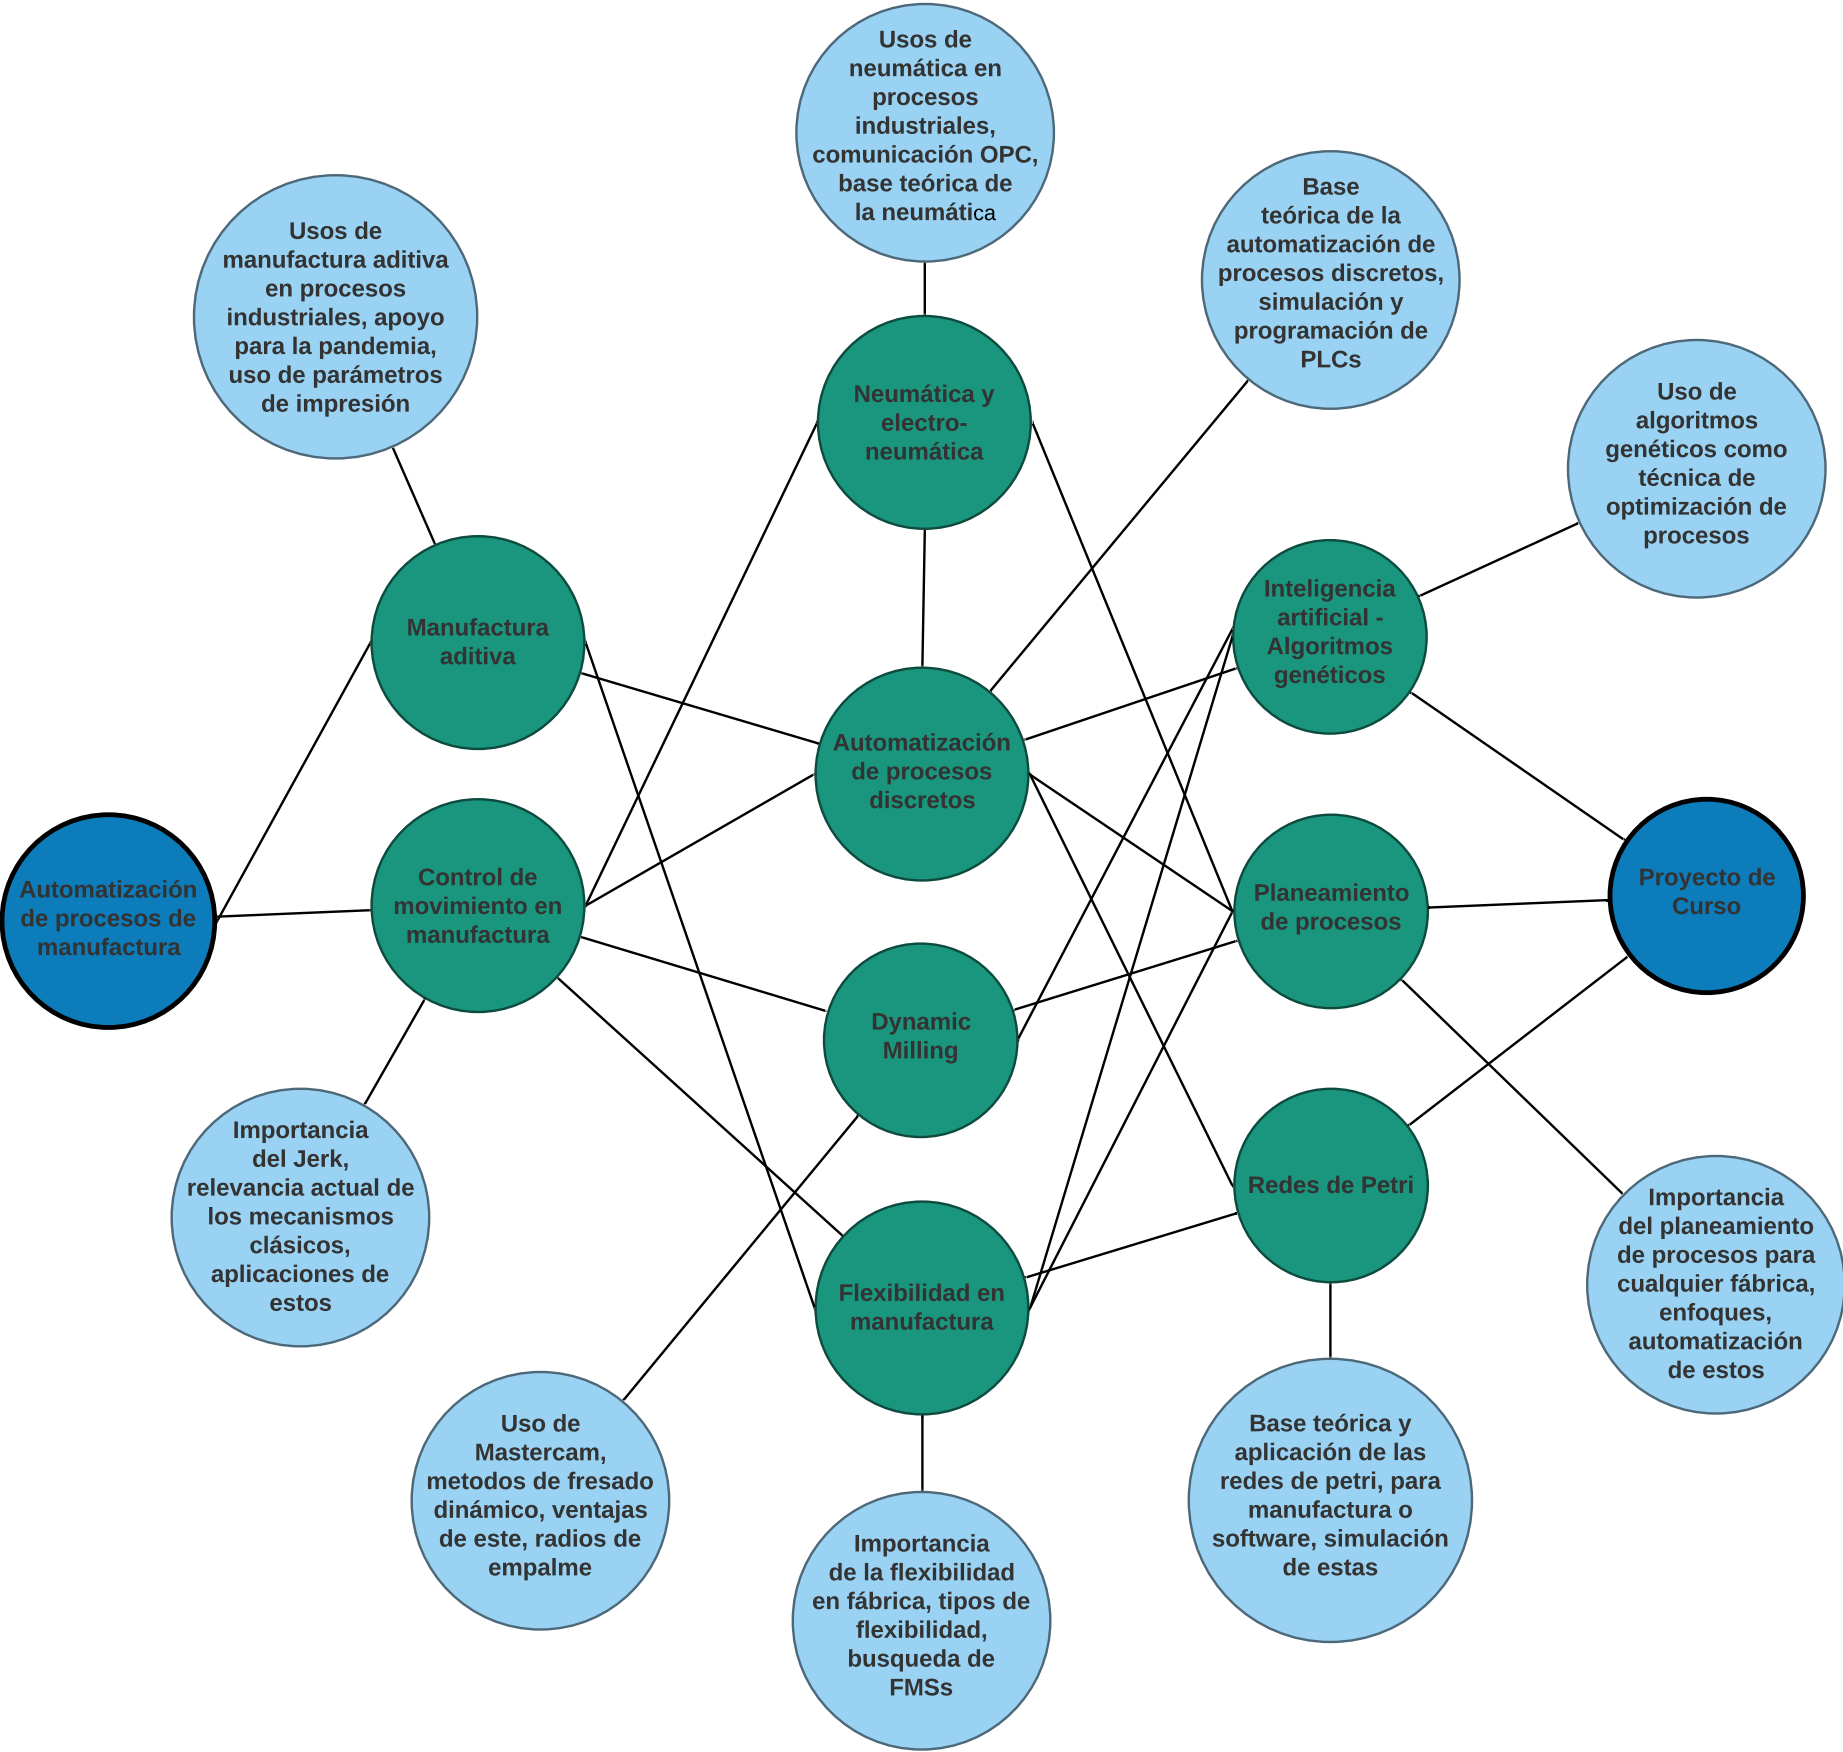 Usos de
neumática en
procesos
industriales,
comunicación OPC,
base teórica de
la neumática
Base
teórica de la
automatización de
procesos discretos,
simulación y
programación de
PLCs
Usos de
manufactura aditiva
en procesos
industriales, apoyo
para la pandemia,
uso de parámetros
de impresión
Neumática y
electro-
neumática
Uso de
algoritmos
genéticos como
técnica de
optimización de
procesos
Manufactura
aditiva
Inteligencia
artificial -
Algoritmos
genéticos
Automatización
de procesos
discretos
Automatización
de procesos de
manufactura
Control de
movimiento en
manufactura
Planeamiento
de procesos
Proyecto de
Curso
Dynamic
Milling
Importancia
del Jerk,
relevancia actual de
los mecanismos
clásicos,
aplicaciones de
estos
Redes de Petri
Importancia
del planeamiento
de procesos para
cualquier fábrica,
enfoques,
automatización
de estos
Flexibilidad en
manufactura
Uso de
Mastercam,
metodos de fresado
dinámico, ventajas
de este, radios de
empalme
Base teórica y
aplicación de las
redes de petri, para
manufactura o
software, simulación
de estas
Importancia
de la flexibilidad
en fábrica, tipos de
flexibilidad,
busqueda de
FMSs